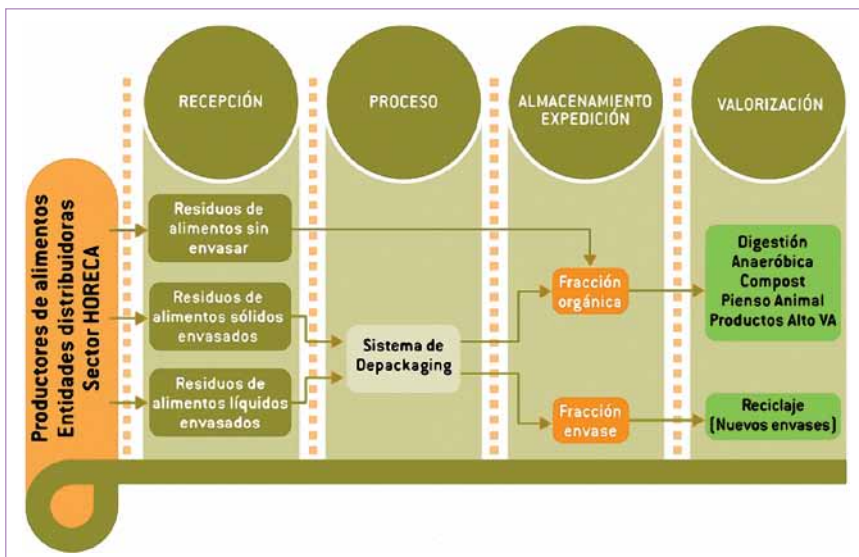 RECEPCIÓN
PROCESO
ALMACENAMIENTO
EXPEDICIÓN
VALORIZACIÓN
Productores de alimentos
Entidades distribuidoras
Sector HORECA
Residuos de
alimentos sin
envasar
Residuos de
alimentos sólidos
envasados
Residuos de
alimentos líquidos
envasados
Sistema de
Depackaging
Fracción
orgánica
Fracción
envase
Digestión
Anaeróbica
Compost
Pienso Animal
Productos Alto VA
Reciclaje
(Nuevos envases)